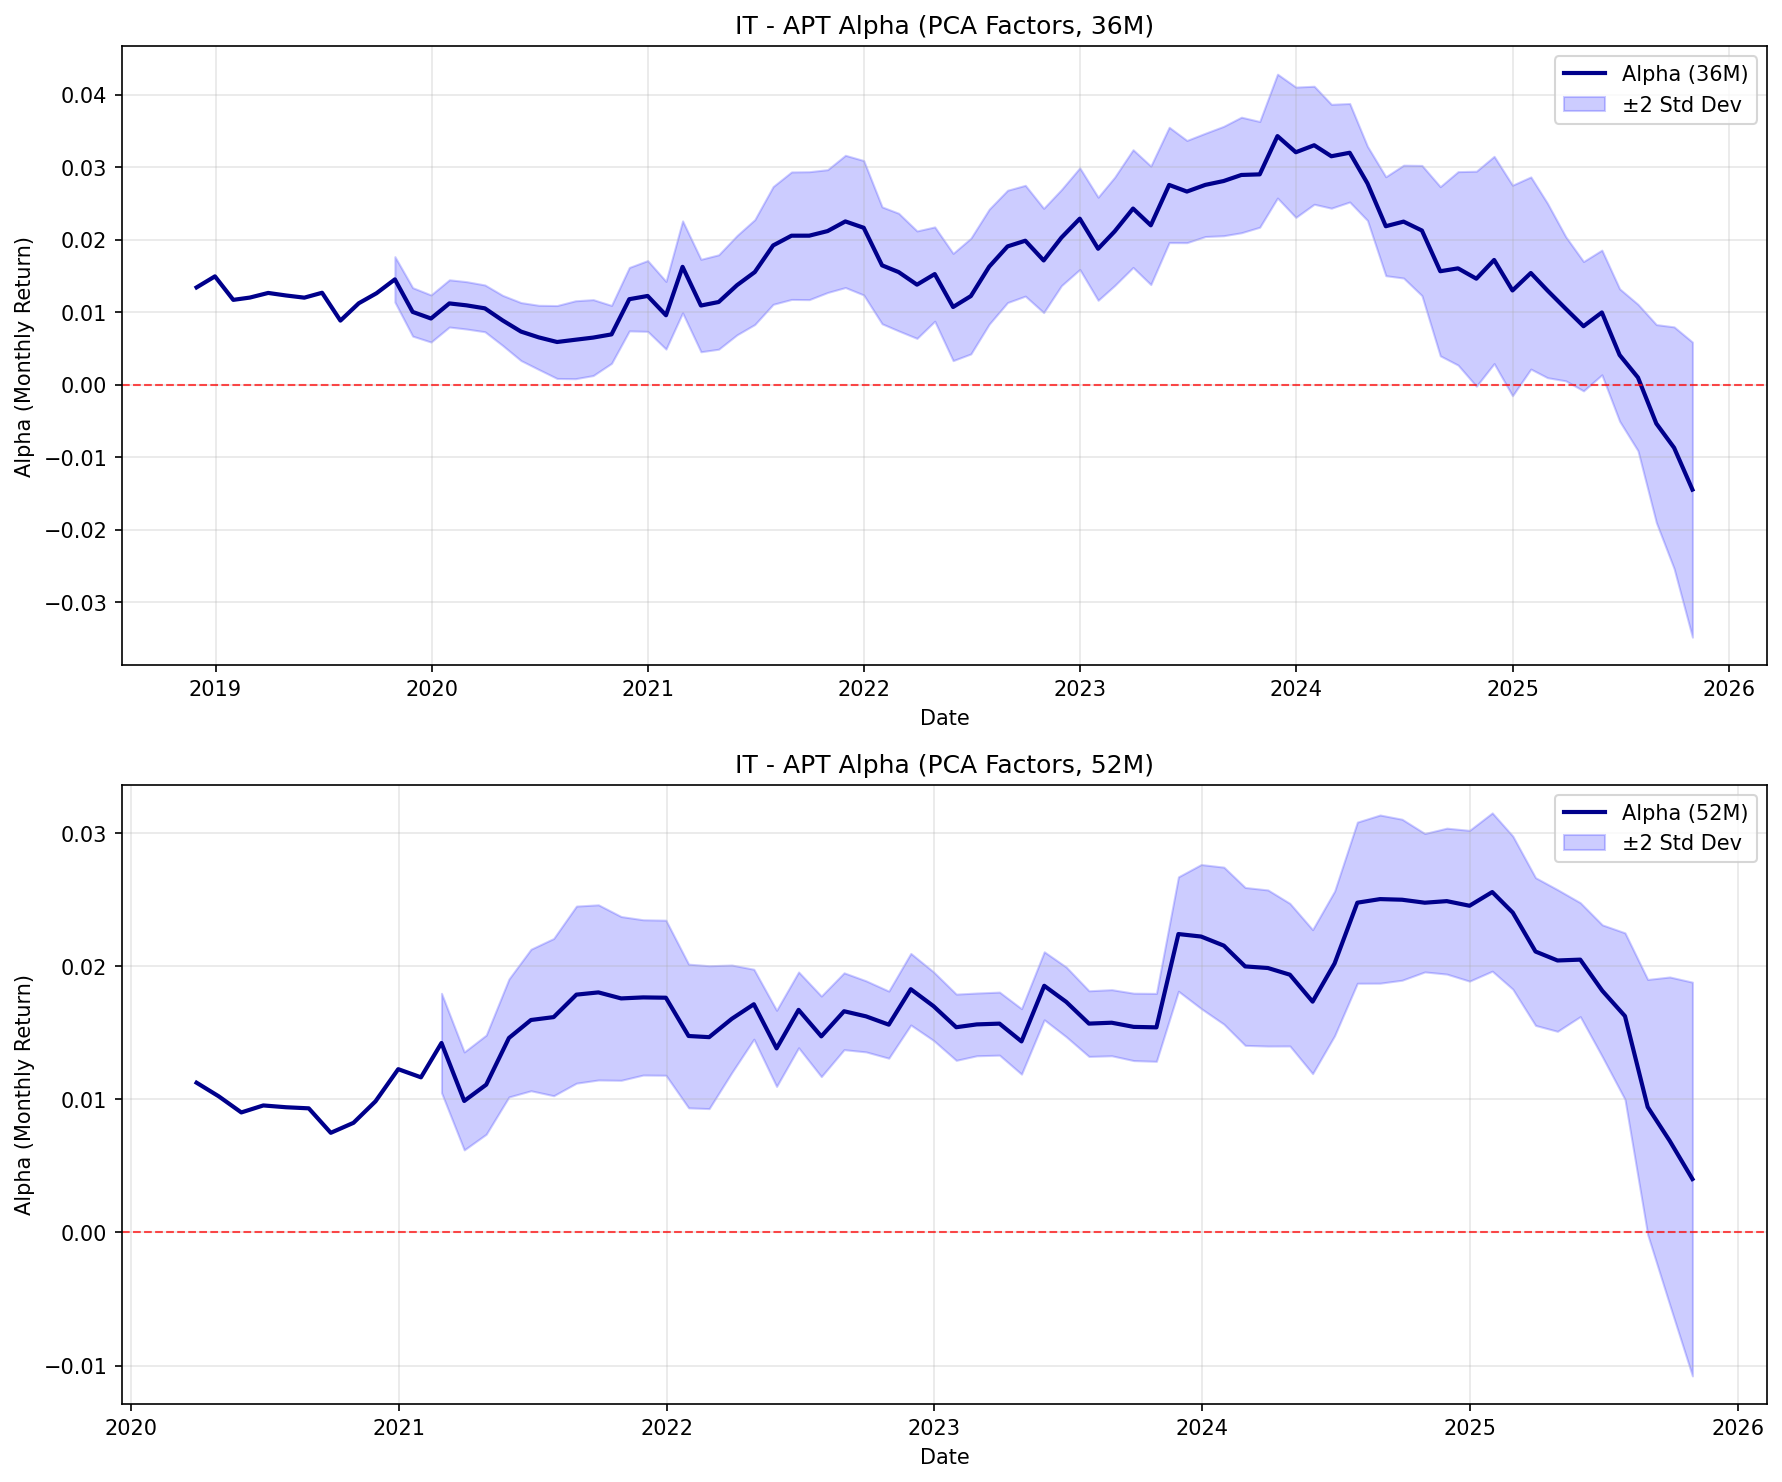 IT - APT Alpha (PCA Factors, 36M)
Alpha (36M)
±2 Std Dev
Alpha (Monthly Return)
0.04
0.03
0.02
0.01
0.00
−0.01
−0.02
−0.03
2019 2020 2021 2022 2023 2024 2025 2026
Date
IT - APT Alpha (PCA Factors, 52M)
Alpha (52M)
±2 Std Dev
Alpha (Monthly Return)
0.03
0.02
0.01
0.00
−0.01
2020 2021 2022 2023 2024 2025 2026
Date